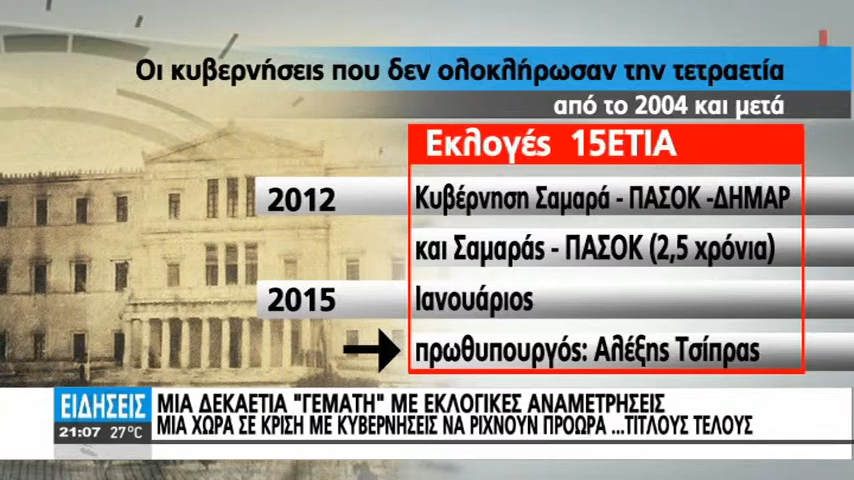 Οι κυβερνήσεις που δεν ολοκλήρωσαν την τετραετία
από το 2004 και μετά
Εκλογές 15ΕΤΙΑ
2012 Κυβέρνηση Σαμαρά - ΠΑΣΟΚ -ΔΗΜΑΡ
και Σαμαράς - ΠΑΣΟΚ (2,5 χρόνια)
2015 Ιανουάριος
πρωθυπουργός: Αλέξης Τσίπρας
ΕΙΔΗΣΕΙΣ ΜΙΑ ΔΕΚΑΕΤΙΑ "ΓΕΜΑΤΗ" ΜΕ ΕΚΛΟΓΙΚΕΣ ΑΝΑΜΕΤΡΗΣΕΙΣ
21:07 27°C ΜΙΑ ΧΩΡΑ ΣΕ ΚΡΙΣΗ ΜΕ ΚΥΒΕΡΝΗΣΕΙΣ ΝΑ ΡΙΧΝΟΥΝ ΠΡΟΩΡΑ ...ΤΙΤΛΟΥΣ ΤΕΛΟΥΣ